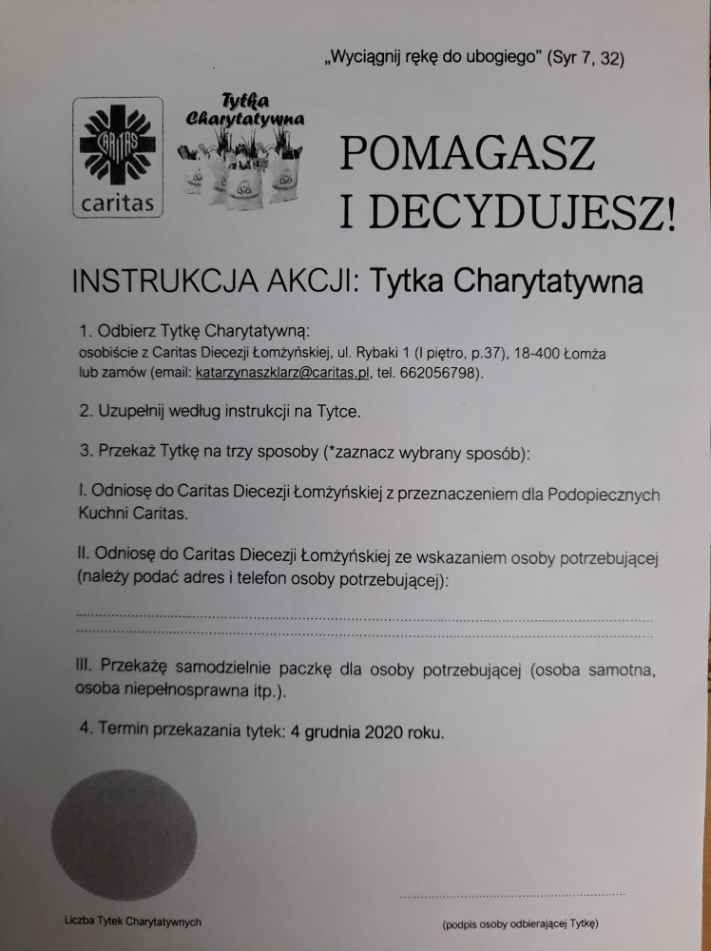 „Wyciągnij rękę do ubogiego” (Syr 7, 32)
CARITAS
caritas
Tytka
Charytatywna
POMAGASZ
I DECYDUJESZ!
INSTRUKCJA AKCJI: Tytka Charytatywna
1. Odbierz Tytkę Charytatywną:
osobiście z Caritas Diecezji Łomżyńskiej, ul. Rybaki 1 (I piętro, p.37), 18-400 Łomża
lub zamów (email: katarzynaszklarz@caritas.pl, tel. 662056798).
2. Uzupełnij według instrukcji na Tytce.
3. Przekaż Tytkę na trzy sposoby (*zaznacz wybrany sposób):
I. Odniosę do Caritas Diecezji Łomżyńskiej z przeznaczeniem dla Podopiecznych
Kuchni Caritas.
II. Odniosę do Caritas Diecezji Łomżyńskiej ze wskazaniem osoby potrzebującej
(należy podać adres i telefon osoby potrzebującej):
III. Przekażę samodzielnie paczkę dla osoby potrzebującej (osoba samotna,
osoba niepełnosprawna itp.).
4. Termin przekazania tytek: 4 grudnia 2020 roku.
Liczba Tytek Charytatywnych
(podpis osoby odbierającej Tytkę)